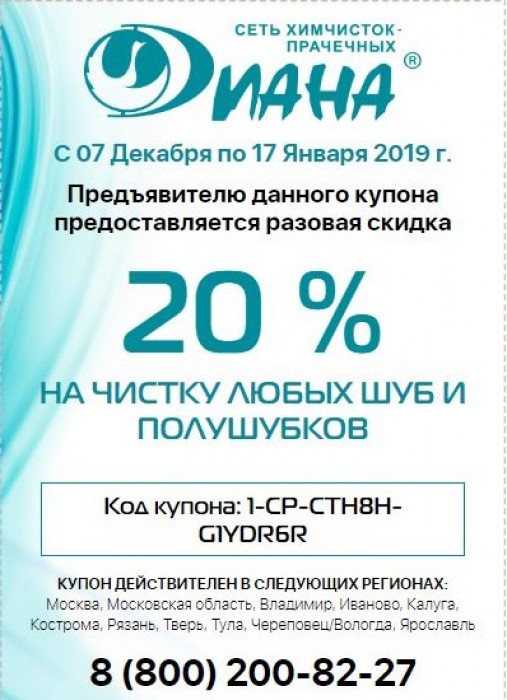 СЕТЬ ХИМЧИСТОК-
ПРАЧЕЧНЫХ
ДИАНА®
С 07 Декабря по 17 Января 2019 г.
Предъявителю данного купона
предоставляется разовая скидка
20 %
НА ЧИСТКУ ЛЮБЫХ ШУБ И
ПОЛУШУБКОВ
Код купона: 1-CP-CTH8H-
G1YDR6R
КУПОН ДЕЙСТВИТЕЛЕН В СЛЕДУЮЩИХ РЕГИОНАХ:
Москва, Московская область, Владимир, Иваново, Калуга,
Кострома, Рязань, Тверь, Тула, Череповец/Вологда, Ярославль
8 (800) 200-82-27